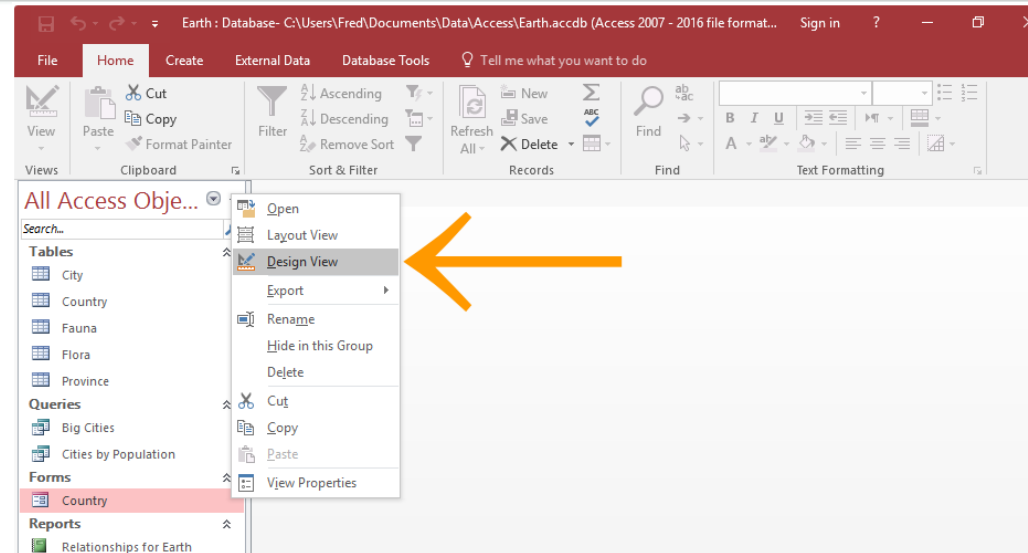 Earth : Database- C:\Users\Fred\Documents\Data\Access\Earth.accdb (Access 2007 - 2016 file format... Sign in ?
File Home Create External Data Database Tools Tell me what you want to do
View
Views
Paste
Cut
Copy
Format Painter
Clipboard
Filter
Ascending
Descending
Remove Sort
Sort & Filter
Refresh
All
New
Save
Delete
Records
Find
Find
B I U
A
Text Formatting
All Access Obje...
Search...
Tables
City
Country
Fauna
Flora
Province
Queries
Big Cities
Cities by Population
Forms
Country
Reports
Relationships for Earth
Open
Layout View
Design View
Export
Rename
Hide in this Group
Delete
Cut
Copy
Paste
View Properties